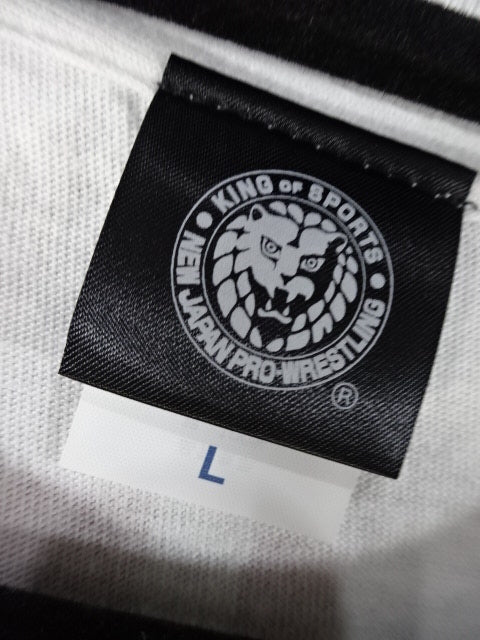 KING OF SPORTS
NEW JAPAN PRO-WRESTLING
®
L